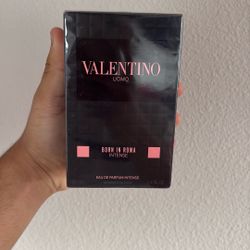 VALENTINO
UOMO
BORN IN ROMA
INTENSE
EAU DE PARFUM INTENSE